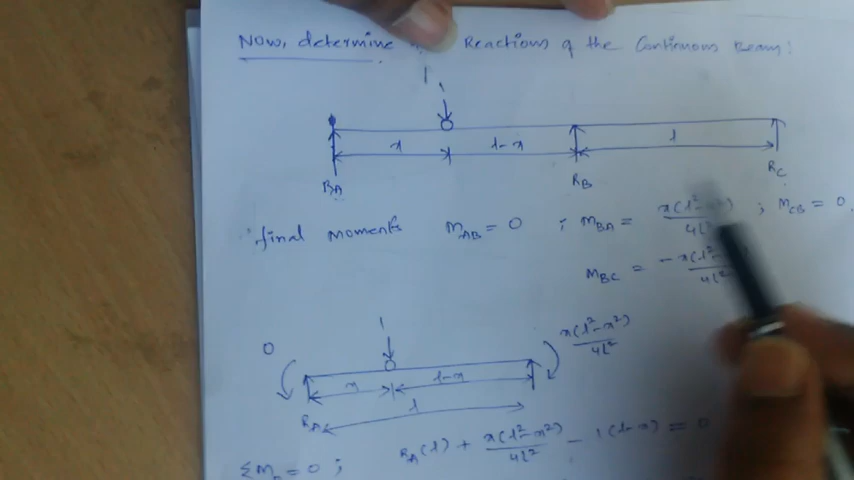 Now, determine Reactions of the Continuous Beam:
1
x l-x l
RA RB RC
final moments MAB = 0 ; MBA = x(l²-x²)/4l² ; MCB = 0.
MBC = -x(l²-x²)/4l²
1
0 x(l²-x²)/4l²
x l-x
l
RA
ΣM = 0 ; RA(l) + x(l²-x²)/4l² - 1(l-x) = 0